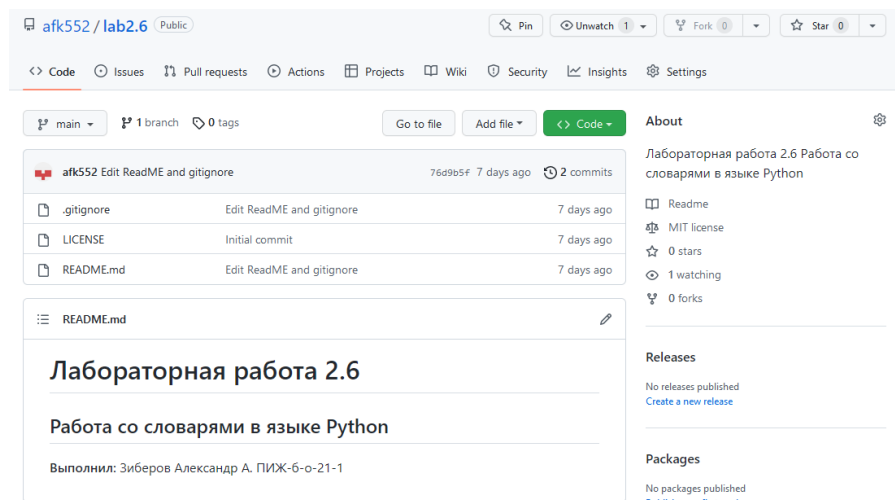 afk552 / lab2.6 Public
Pin Unwatch 1 Fork 0 Star 0
Code Issues Pull requests Actions Projects Wiki Security Insights Settings
main 1 branch 0 tags Go to file Add file Code
afk552 Edit ReadME and gitignore 76d9b5f 7 days ago 2 commits
.gitignore Edit ReadME and gitignore 7 days ago
LICENSE Initial commit 7 days ago
README.md Edit ReadME and gitignore 7 days ago
README.md
Лабораторная работа 2.6
Работа со словарями в языке Python
Выполнил: Зиберов Александр А. ПИЖ-б-о-21-1
About
Лабораторная работа 2.6 Работа со
словарями в языке Python
Readme
MIT license
0 stars
1 watching
0 forks
Releases
No releases published
Create a new release
Packages
No packages published